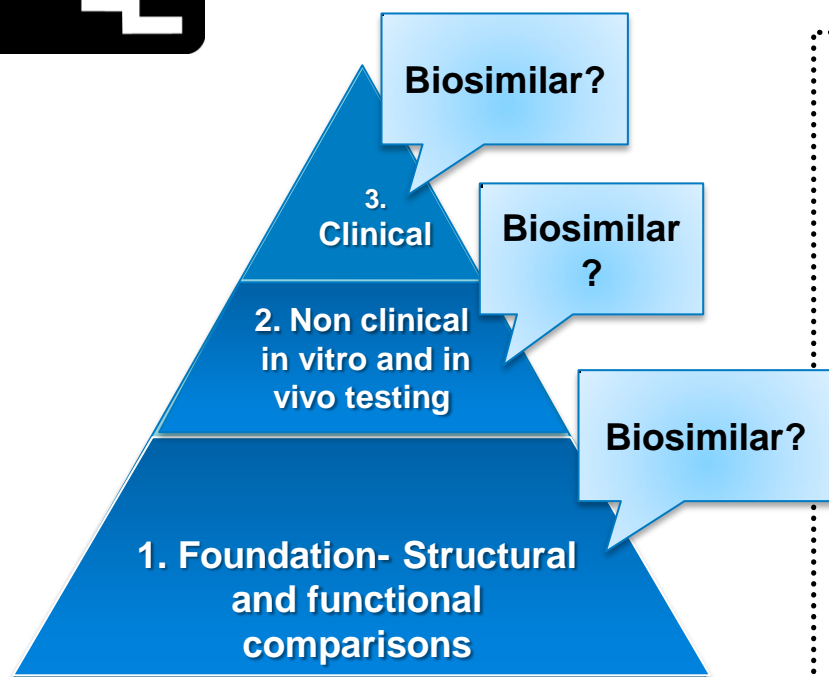 Biosimilar?
3.
Clinical
Biosimilar
?
2. Non clinical
in vitro and in
vivo testing
Biosimilar?
1. Foundation- Structural
and functional
comparisons